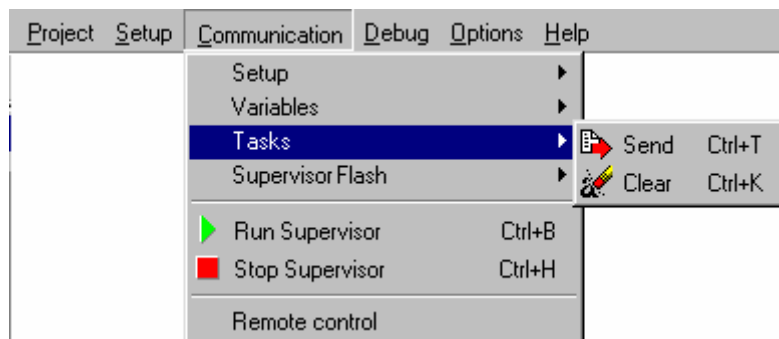 Project Setup Communication Debug Options Help
Setup
Variables
Tasks
Send Ctrl+T
Supervisor Flash
Clear Ctrl+K
Run Supervisor Ctrl+B
Stop Supervisor Ctrl+H
Remote control